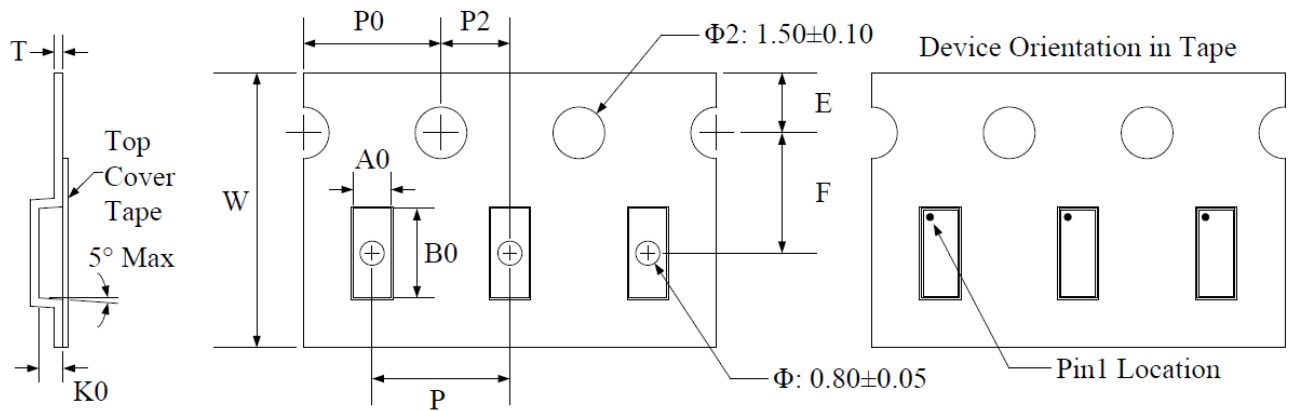 P0
P2
Φ2: 1.50±0.10
Device Orientation in Tape
T
E
Top
Cover
Tape
A0
W
F
B0
5° Max
K0
P
Φ: 0.80±0.05
Pin1 Location